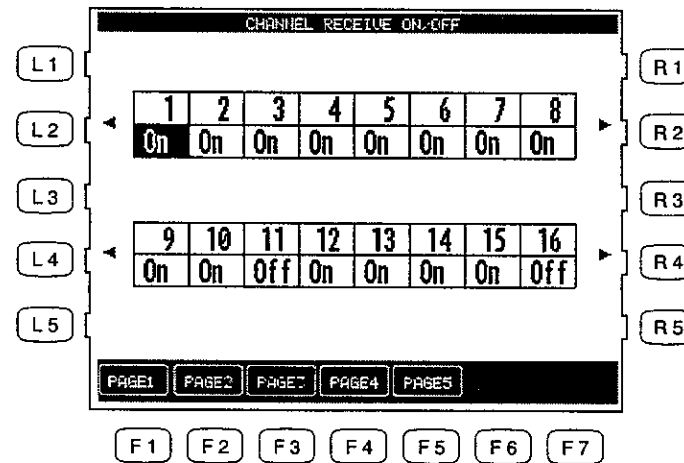 CHANNEL RECEIVE ON/OFF
L1 R1
1 2 3 4 5 6 7 8
L2 On On On On On On On On R2
L3 R3
9 10 11 12 13 14 15 16
L4 On On Off On On On On Off R4
L5 R5
PAGE1 PAGE2 PAGE3 PAGE4 PAGE5
F1 F2 F3 F4 F5 F6 F7